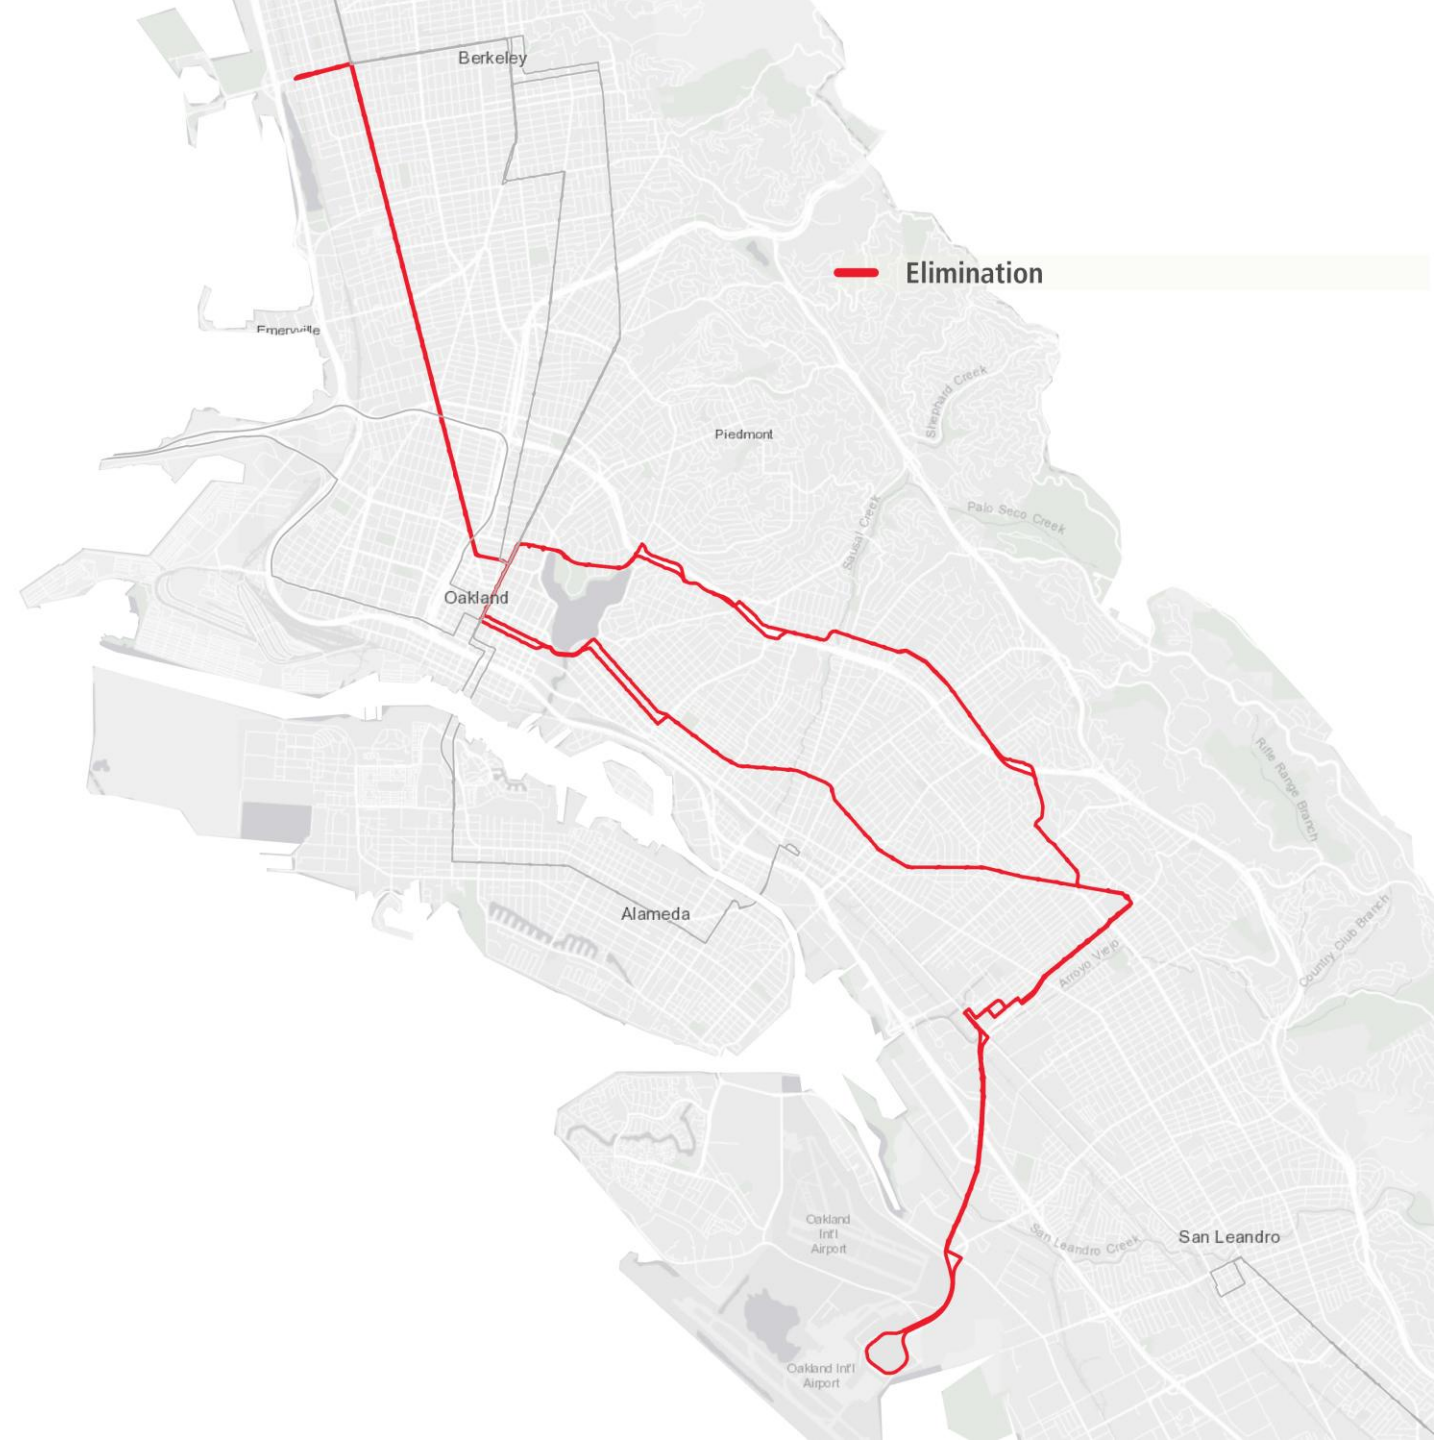 Berkeley
Elimination
Emeryville
Shephard Creek
Piedmont
Palo Seco Creek
Sausal Creek
Oakland
Rifle Range Branch
Alameda
Country Club Branch
Arroyo Viejo
Oakland
Int'l
Airport
San Leandro Creek
San Leandro
Oakland Int'l
Airport